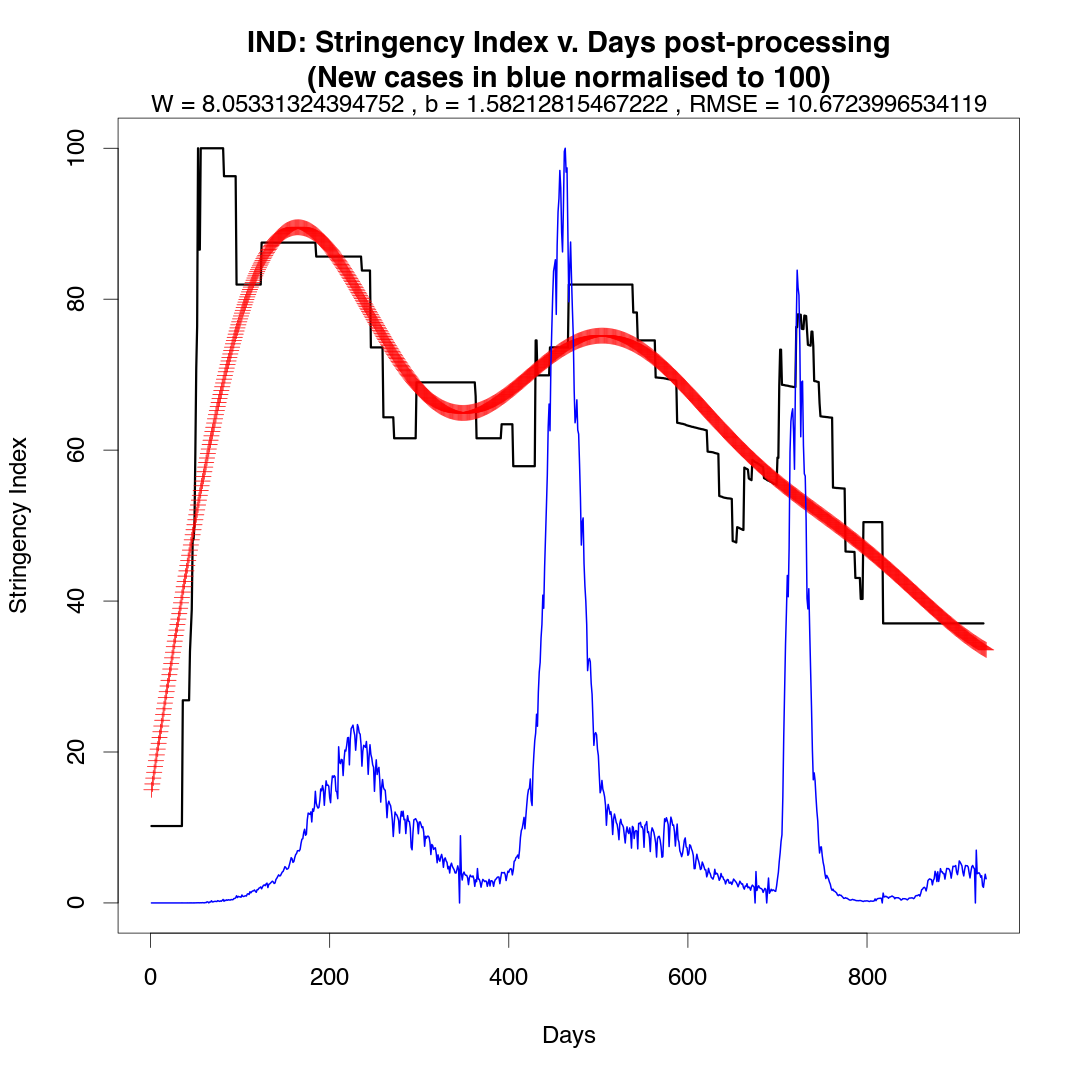 IND: Stringency Index v. Days post-processing
(New cases in blue normalised to 100)
W = 8.05331324394752 , b = 1.58212815467222 , RMSE = 10.6723996534119
100
80
60
40
20
0
Stringency Index
0 200 400 600 800
Days